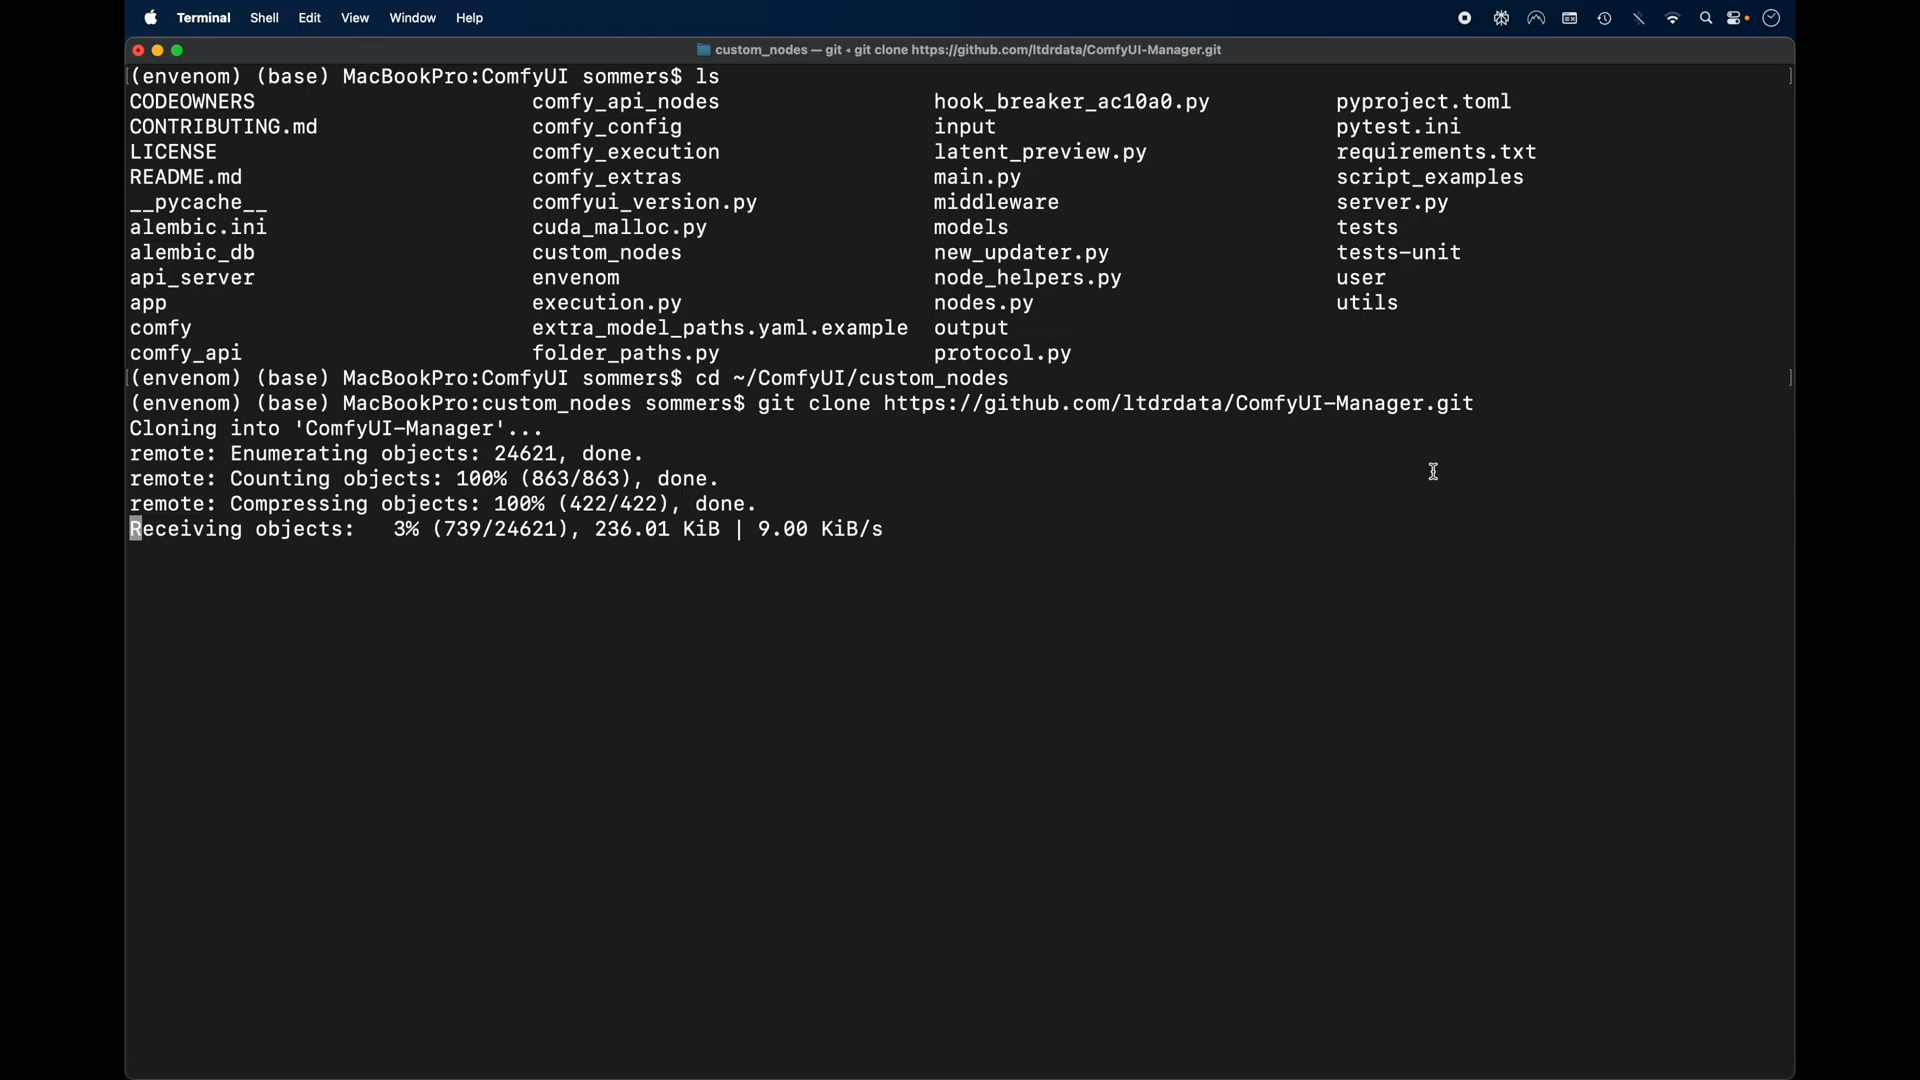 Terminal Shell Edit View Window Help
custom_nodes — git ◂ git clone https://github.com/ltdrdata/ComfyUI-Manager.git
[(envenom) (base) MacBookPro:ComfyUI sommers$ ls ]
CODEOWNERS comfy_api_nodes hook_breaker_ac10a0.py pyproject.toml
CONTRIBUTING.md comfy_config input pytest.ini
LICENSE comfy_execution latent_preview.py requirements.txt
README.md comfy_extras main.py script_examples
__pycache__ comfyui_version.py middleware server.py
alembic.ini cuda_malloc.py models tests
alembic_db custom_nodes new_updater.py tests-unit
api_server envenom node_helpers.py user
app execution.py nodes.py utils
comfy extra_model_paths.yaml.example output
comfy_api folder_paths.py protocol.py
[(envenom) (base) MacBookPro:ComfyUI sommers$ cd ~/ComfyUI/custom_nodes ]
(envenom) (base) MacBookPro:custom_nodes sommers$ git clone https://github.com/ltdrdata/ComfyUI-Manager.git
Cloning into 'ComfyUI-Manager'...
remote: Enumerating objects: 24621, done.
remote: Counting objects: 100% (863/863), done.
remote: Compressing objects: 100% (422/422), done.
Receiving objects:   3% (739/24621), 236.01 KiB | 9.00 KiB/s